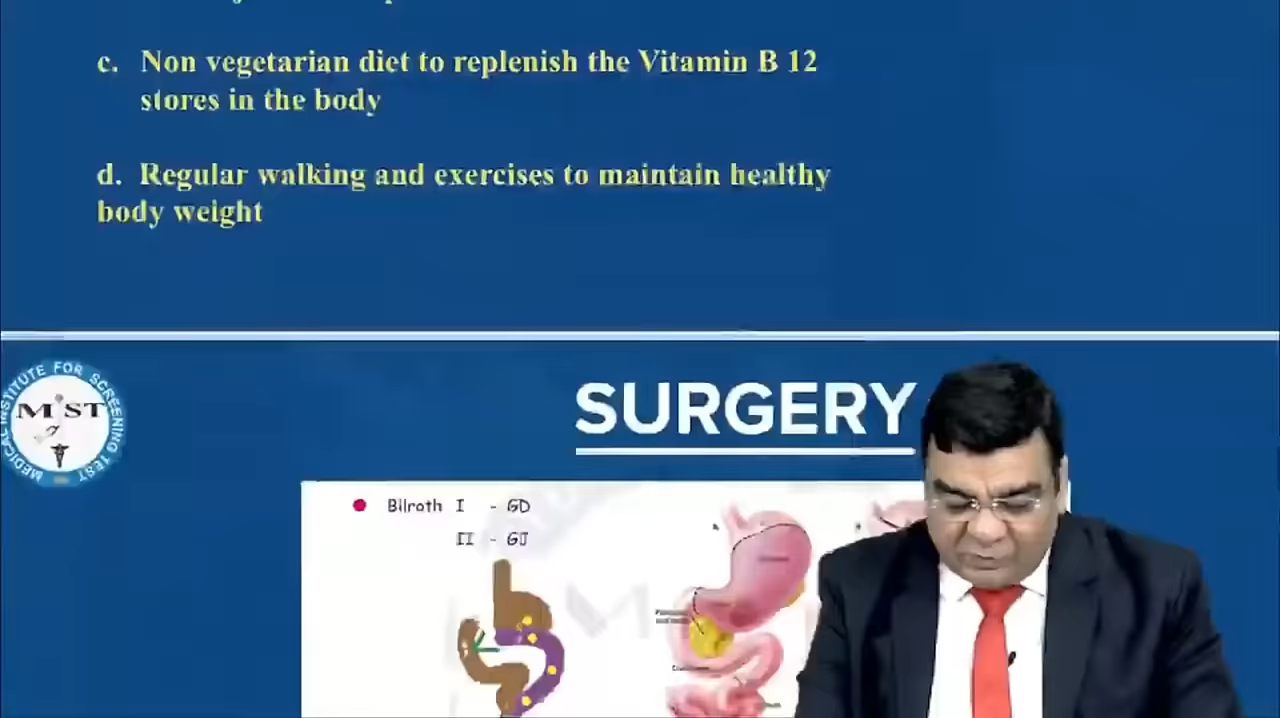 c. Non vegetarian diet to replenish the Vitamin B 12
stores in the body
d. Regular walking and exercises to maintain healthy
body weight
MEDICAL INSTITUTE FOR SCREENING TEST
MIST
SURGERY
Bilroth I - GD
II - GJ